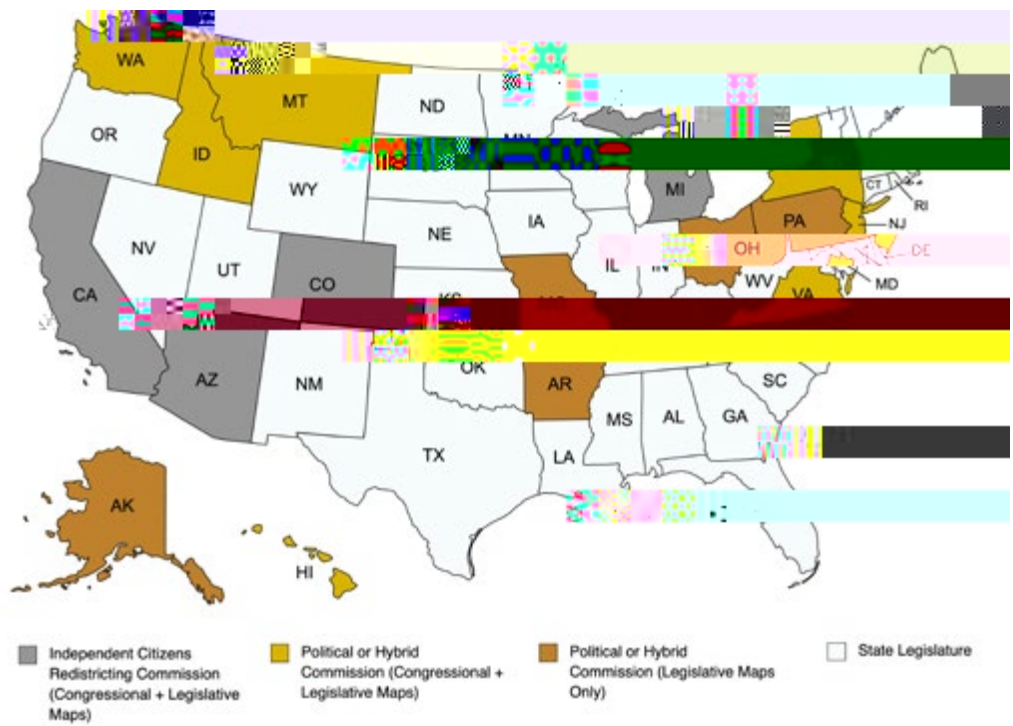 WA
MT
ND
OR
ID
WY
MI
CT
RI
IA
NE
PA
NJ
NV
UT
OH
DE
IL
WV
MD
CA
CO
VA
AZ
NM
OK
AR
SC
MS
AL
GA
TX
LA
AK
HI
Independent Citizens
Redistricting Commission
(Congressional + Legislative
Maps)
Political or Hybrid
Commission (Congressional +
Legislative Maps)
Political or Hybrid
Commission (Legislative Maps
Only)
State Legislature